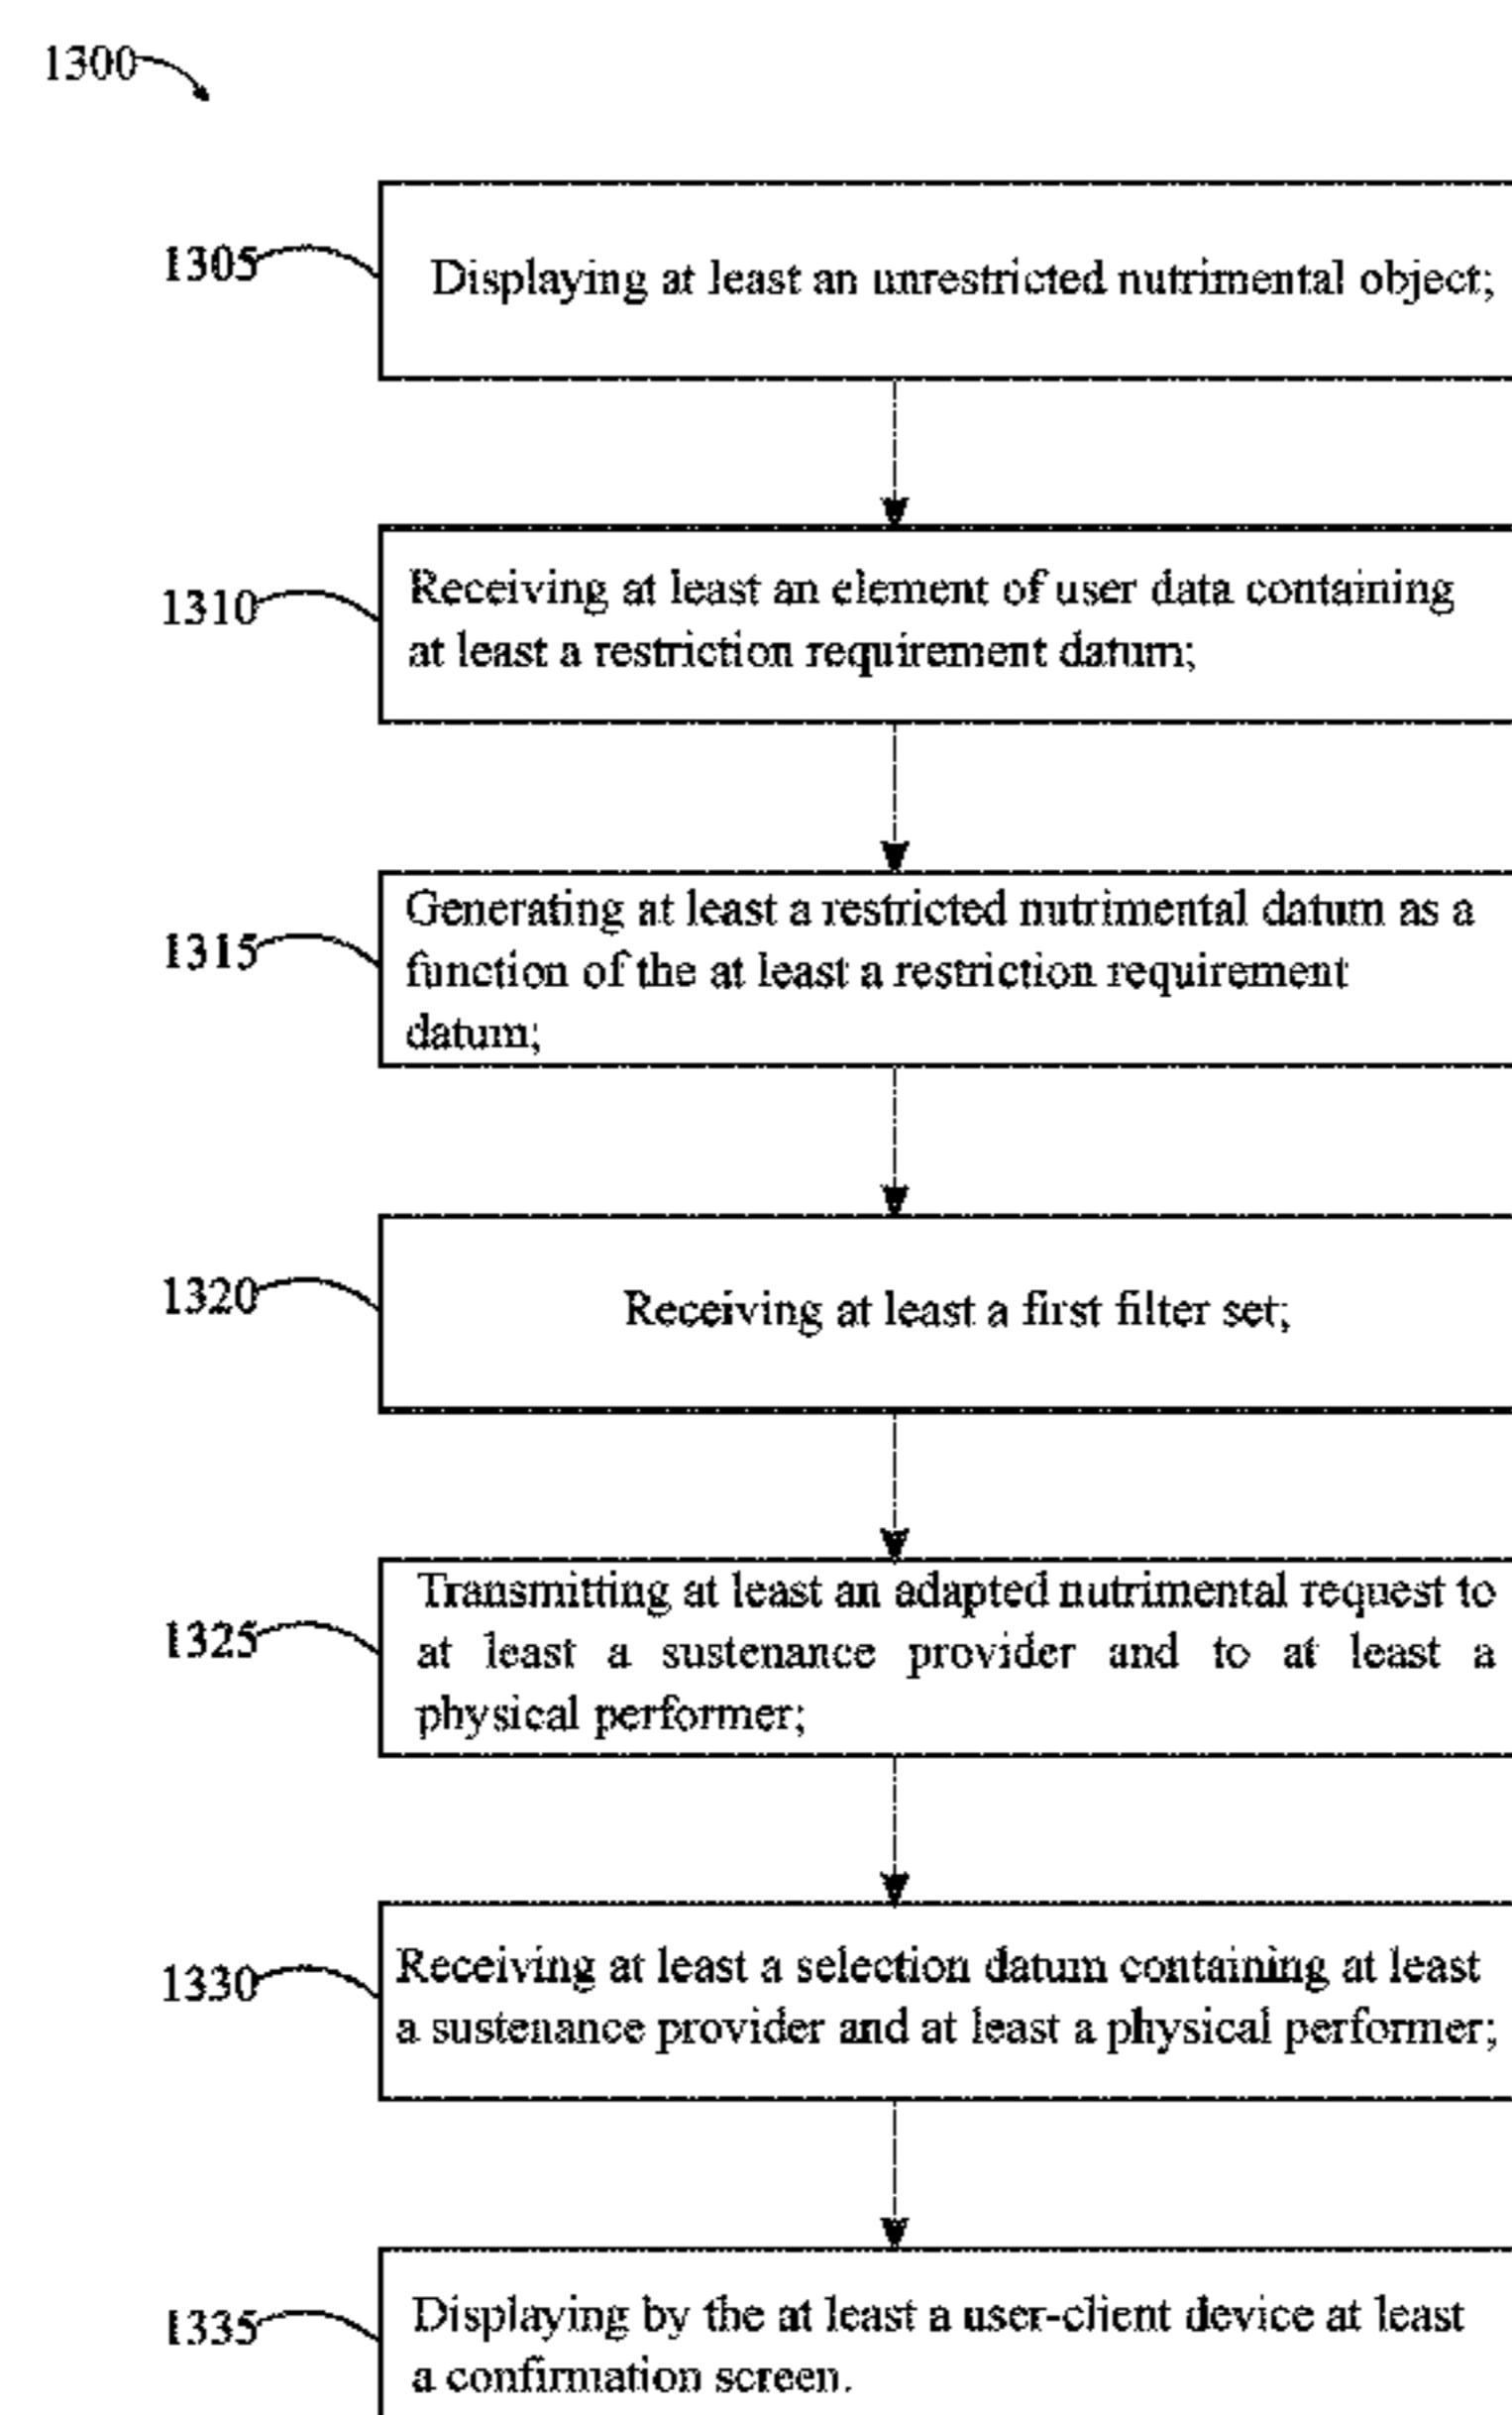 1300
1305
Displaying at least an unrestricted nutrimental object;
1310
Receiving at least an element of user data containing
at least a restriction requirement datum;
1315
Generating at least a restricted nutrimental datum as a
function of the at least a restriction requirement
datum;
1320
Receiving at least a first filter set;
1325
Transmitting at least an adapted nutrimental request to
at least a sustenance provider and to at least a
physical performer;
1330
Receiving at least a selection datum containing at least
a sustenance provider and at least a physical performer;
1335
Displaying by the at least a user-client device at least
a confirmation screen.